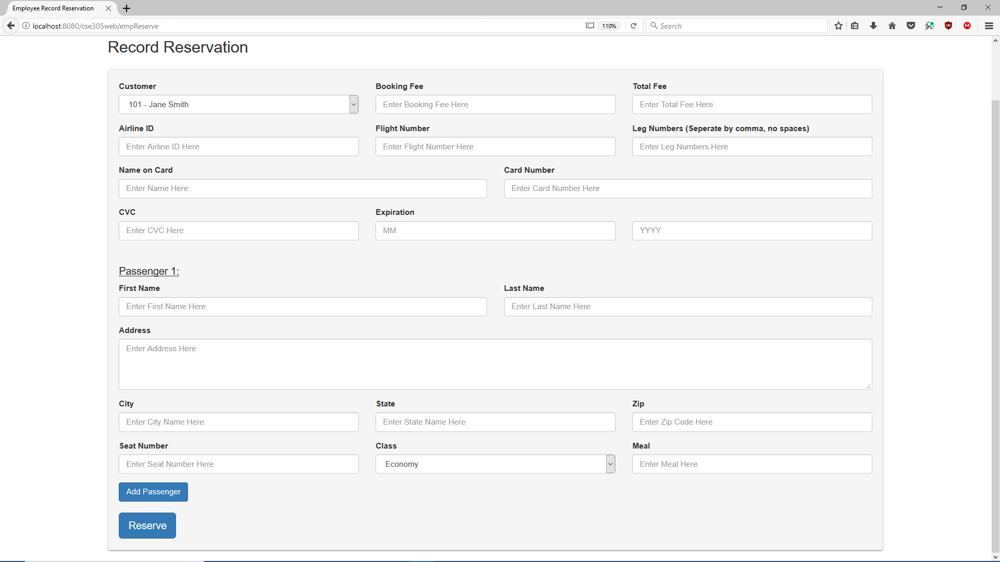 Employee Record Reservation
localhost:8080/cse305web/empReserve
110%
Search
Record Reservation
Customer
Booking Fee
Total Fee
101 - Jane Smith
Enter Booking Fee Here
Enter Total Fee Here
Airline ID
Flight Number
Leg Numbers (Seperate by comma, no spaces)
Enter Airline ID Here
Enter Flight Number Here
Enter Leg Numbers Here
Name on Card
Card Number
Enter Name Here
Enter Card Number Here
CVC
Expiration
Enter CVC Here
MM
YYYY
Passenger 1:
First Name
Last Name
Enter First Name Here
Enter Last Name Here
Address
Enter Address Here
City
State
Zip
Enter City Name Here
Enter State Name Here
Enter Zip Code Here
Seat Number
Class
Meal
Enter Seat Number Here
Economy
Enter Meal Here
Add Passenger
Reserve